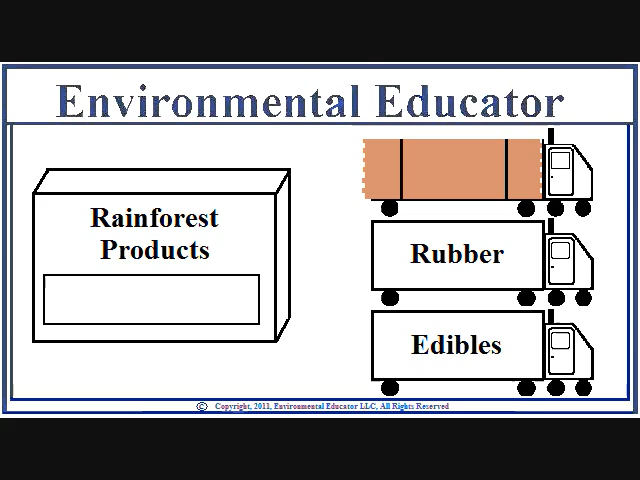 Environmental Educator
Rainforest
Products
Rubber
Edibles
© Copyright, 2011, Environmental Educator LLC, All Rights Reserved